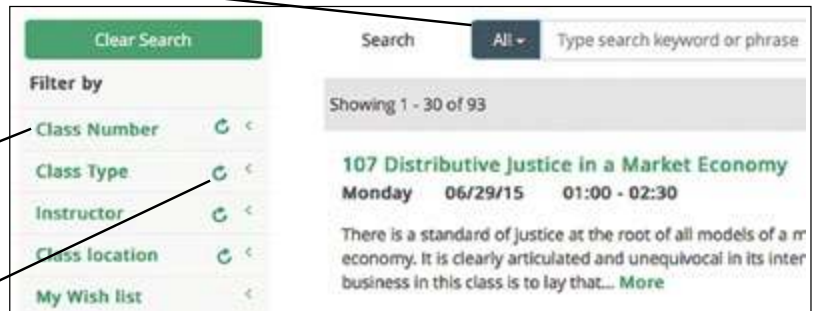 Clear Search
Filter by
Class Number
Class Type
Instructor
Class location
My Wish list
Search All Type search keyword or phrase
Showing 1 - 30 of 93
107 Distributive Justice in a Market Economy
Monday 06/29/15 01:00 - 02:30
There is a standard of justice at the root of all models of a m
economy. It is clearly articulated and unequivocal in its inter
business in this class is to lay that... More